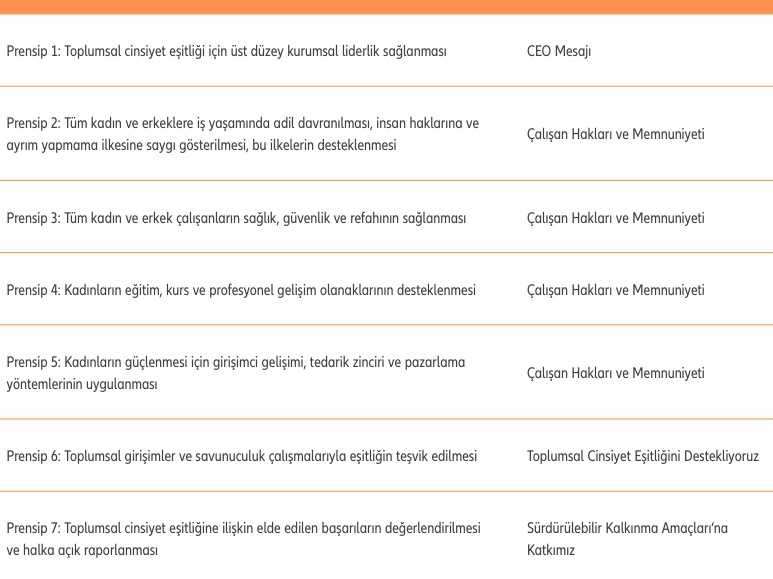 Prensip 1: Toplumsal cinsiyet eşitliği için üst düzey kurumsal liderlik sağlanması
CEO Mesajı
Prensip 2: Tüm kadın ve erkeklere iş yaşamında adil davranılması, insan haklarına ve
ayrım yapmama ilkesine saygı gösterilmesi, bu ilkelerin desteklenmesi
Çalışan Hakları ve Memnuniyeti
Prensip 3: Tüm kadın ve erkek çalışanların sağlık, güvenlik ve refahının sağlanması
Çalışan Hakları ve Memnuniyeti
Prensip 4: Kadınların eğitim, kurs ve profesyonel gelişim olanaklarının desteklenmesi
Çalışan Hakları ve Memnuniyeti
Prensip 5: Kadınların güçlenmesi için girişimci gelişimi, tedarik zinciri ve pazarlama
yöntemlerinin uygulanması
Çalışan Hakları ve Memnuniyeti
Prensip 6: Toplumsal girişimler ve savunuculuk çalışmalarıyla eşitliğin teşvik edilmesi
Toplumsal Cinsiyet Eşitliğini Destekliyoruz
Prensip 7: Toplumsal cinsiyet eşitliğine ilişkin elde edilen başarıların değerlendirilmesi
ve halka açık raporlanması
Sürdürülebilir Kalkınma Amaçları’na
Katkımız